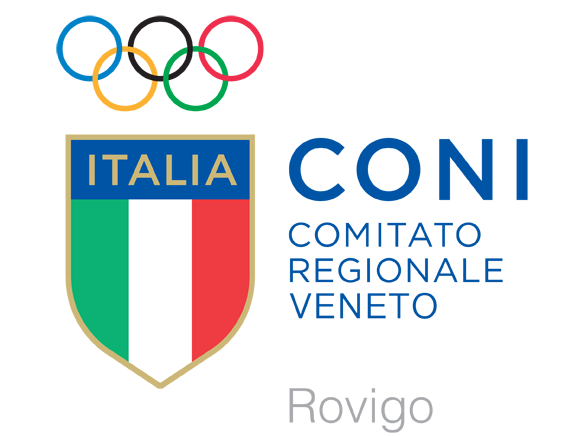 ITALIA
CONI
COMITATO
REGIONALE
VENETO
Rovigo